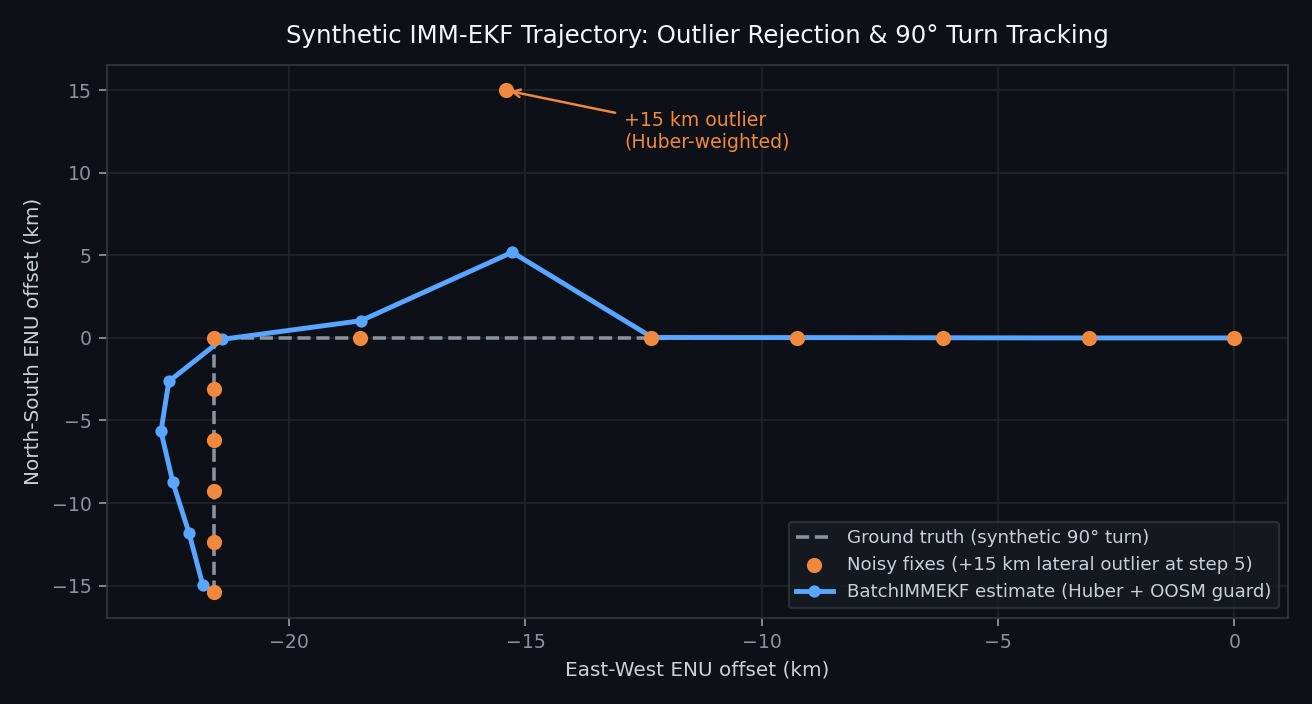 Synthetic IMM-EKF Trajectory: Outlier Rejection & 90° Turn Tracking
15
10
5
0
−5
−10
−15
North-South ENU offset (km)
+15 km outlier
(Huber-weighted)
Ground truth (synthetic 90° turn)
Noisy fixes (+15 km lateral outlier at step 5)
BatchIMMEKF estimate (Huber + OOSM guard)
−20
−15
−10
−5
0
East-West ENU offset (km)